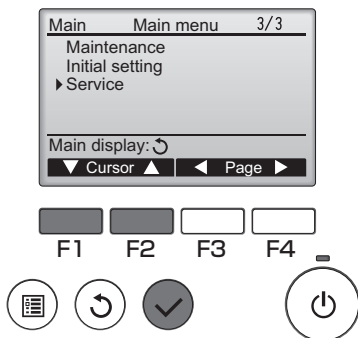 Main Main menu 3/3
Maintenance
Initial setting
Service
Main display:
Cursor Page
F1 F2 F3 F4